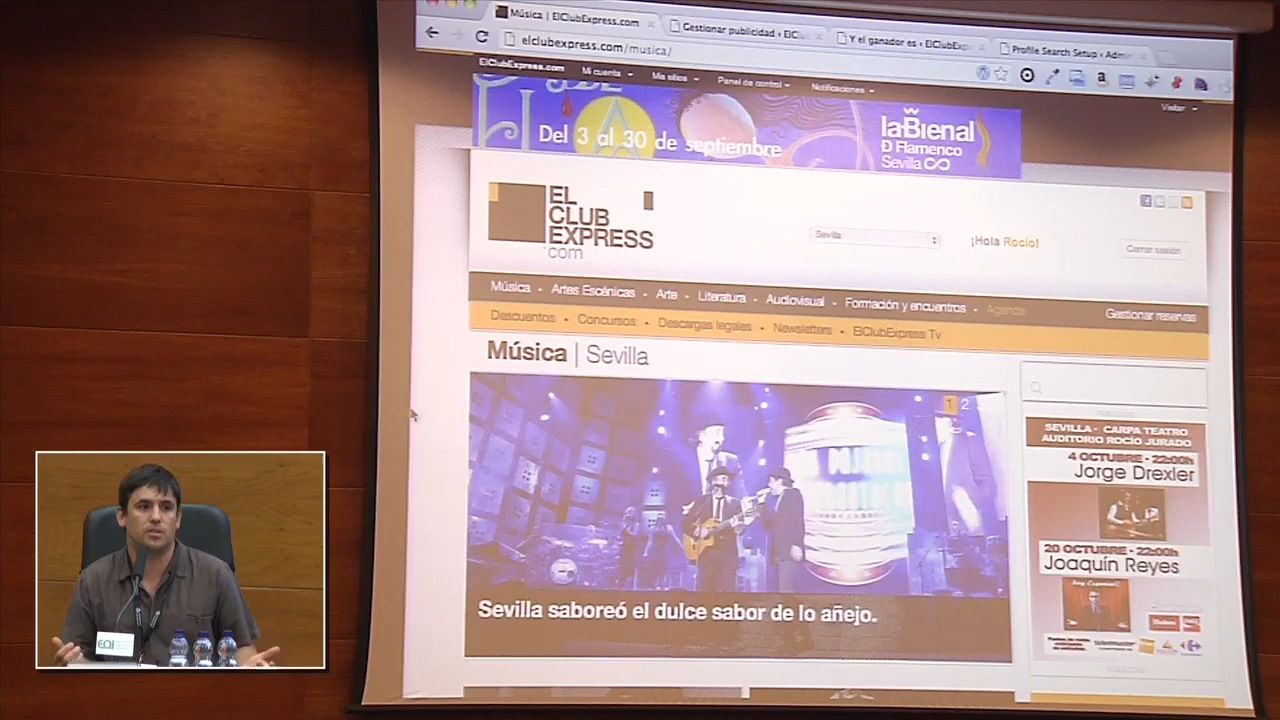 Música | ElClubExpress.com
Gestionar publicidad ‹ ElClu
Y el ganador es ‹ ElClubExp
Profile Search Setup ‹ Adm
elclubexpress.com/musica/
ElClubExpress.com Mi cuenta Mis sitios Panel de control Notificaciones
Visitar
Del 3 al 30 de septiembre
laBienal
Ð Flamenco
Sevilla
EL
CLUB
EXPRESS
.com
Sevilla
¡Hola Rocio!
Cerrar sesión
Música • Artes Escénicas • Arte • Literatura • Audiovisual • Formación y encuentros • Agenda
Gestionar reservas
Descuentos • Concursos • Descargas legales • Newsletters • ElClubExpress Tv
Música | Sevilla
1 2
Sevilla saboreó el dulce sabor de lo añejo.
PUBLICIDAD
SEVILLA - CARPA TEATRO
AUDITORIO ROCÍO JURADO
4 OCTUBRE - 22:00h
Jorge Drexler
20 OCTUBRE - 22:00h
Joaquín Reyes
PUBLICIDAD
EOI